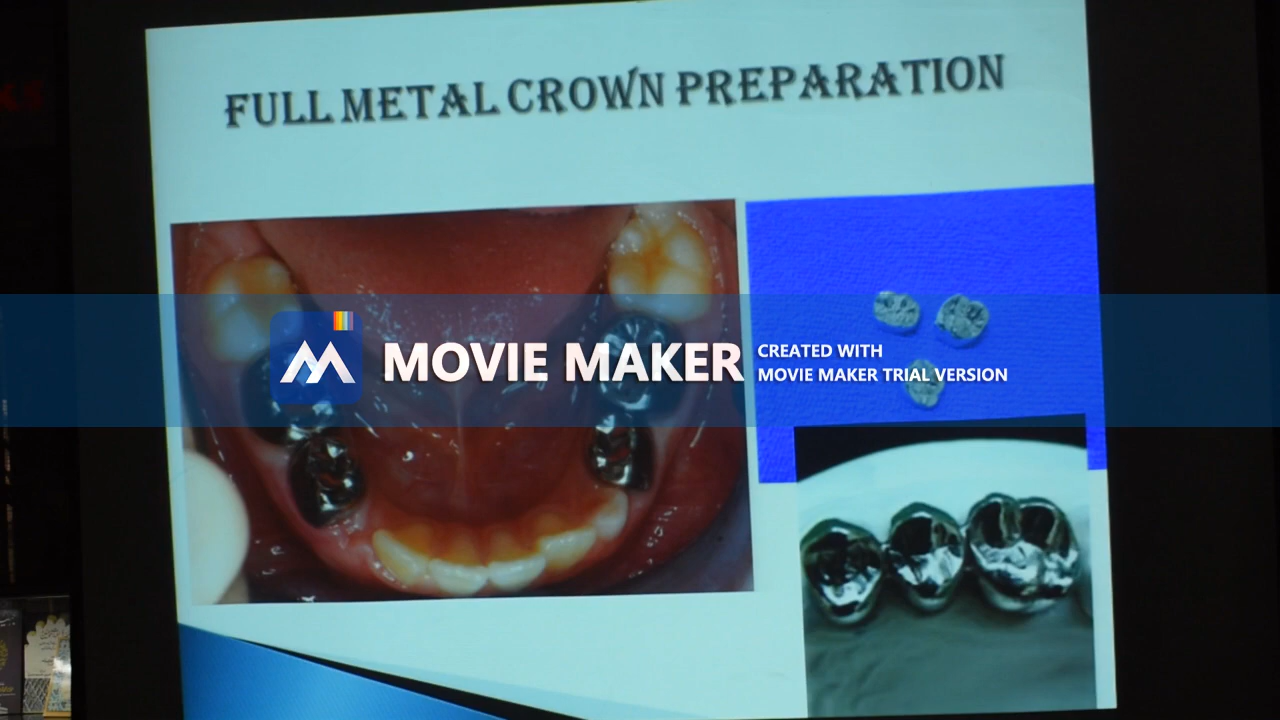 FULL METAL CROWN PREPARATION
MOVIE MAKER
CREATED WITH
MOVIE MAKER TRIAL VERSION